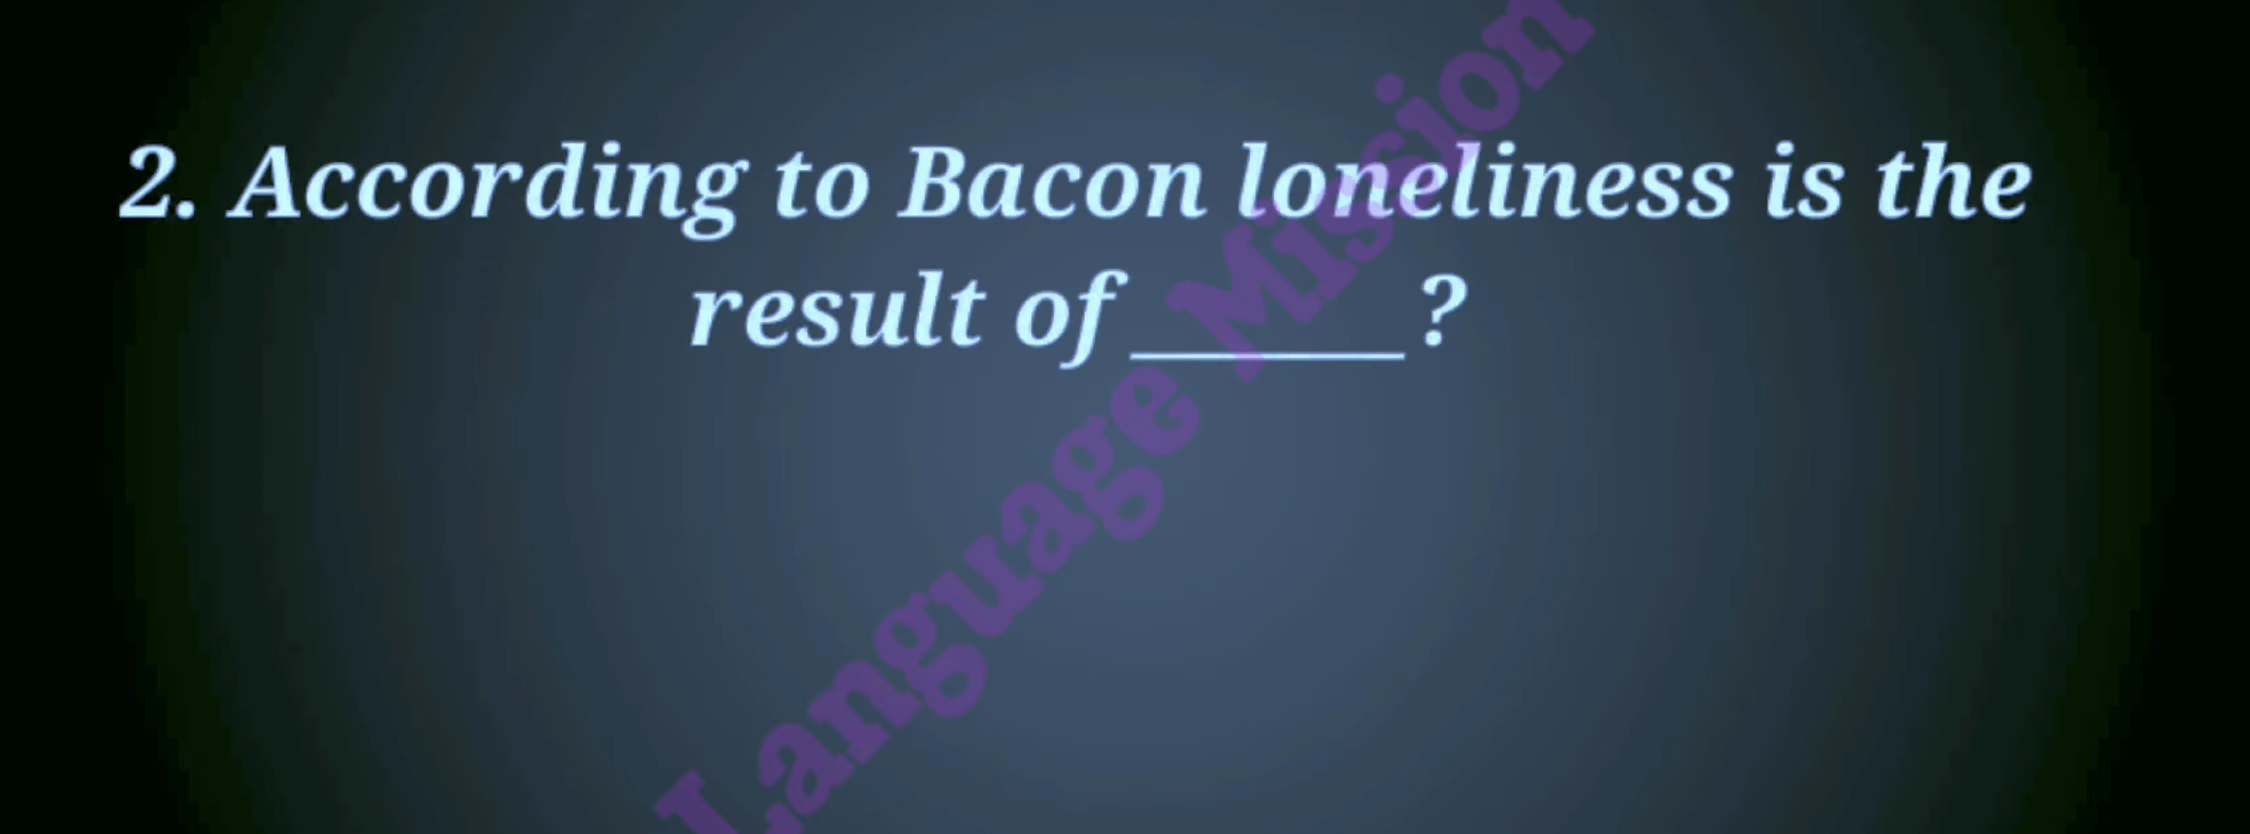 2. According to Bacon loneliness is the
result of ______?
Language Mission